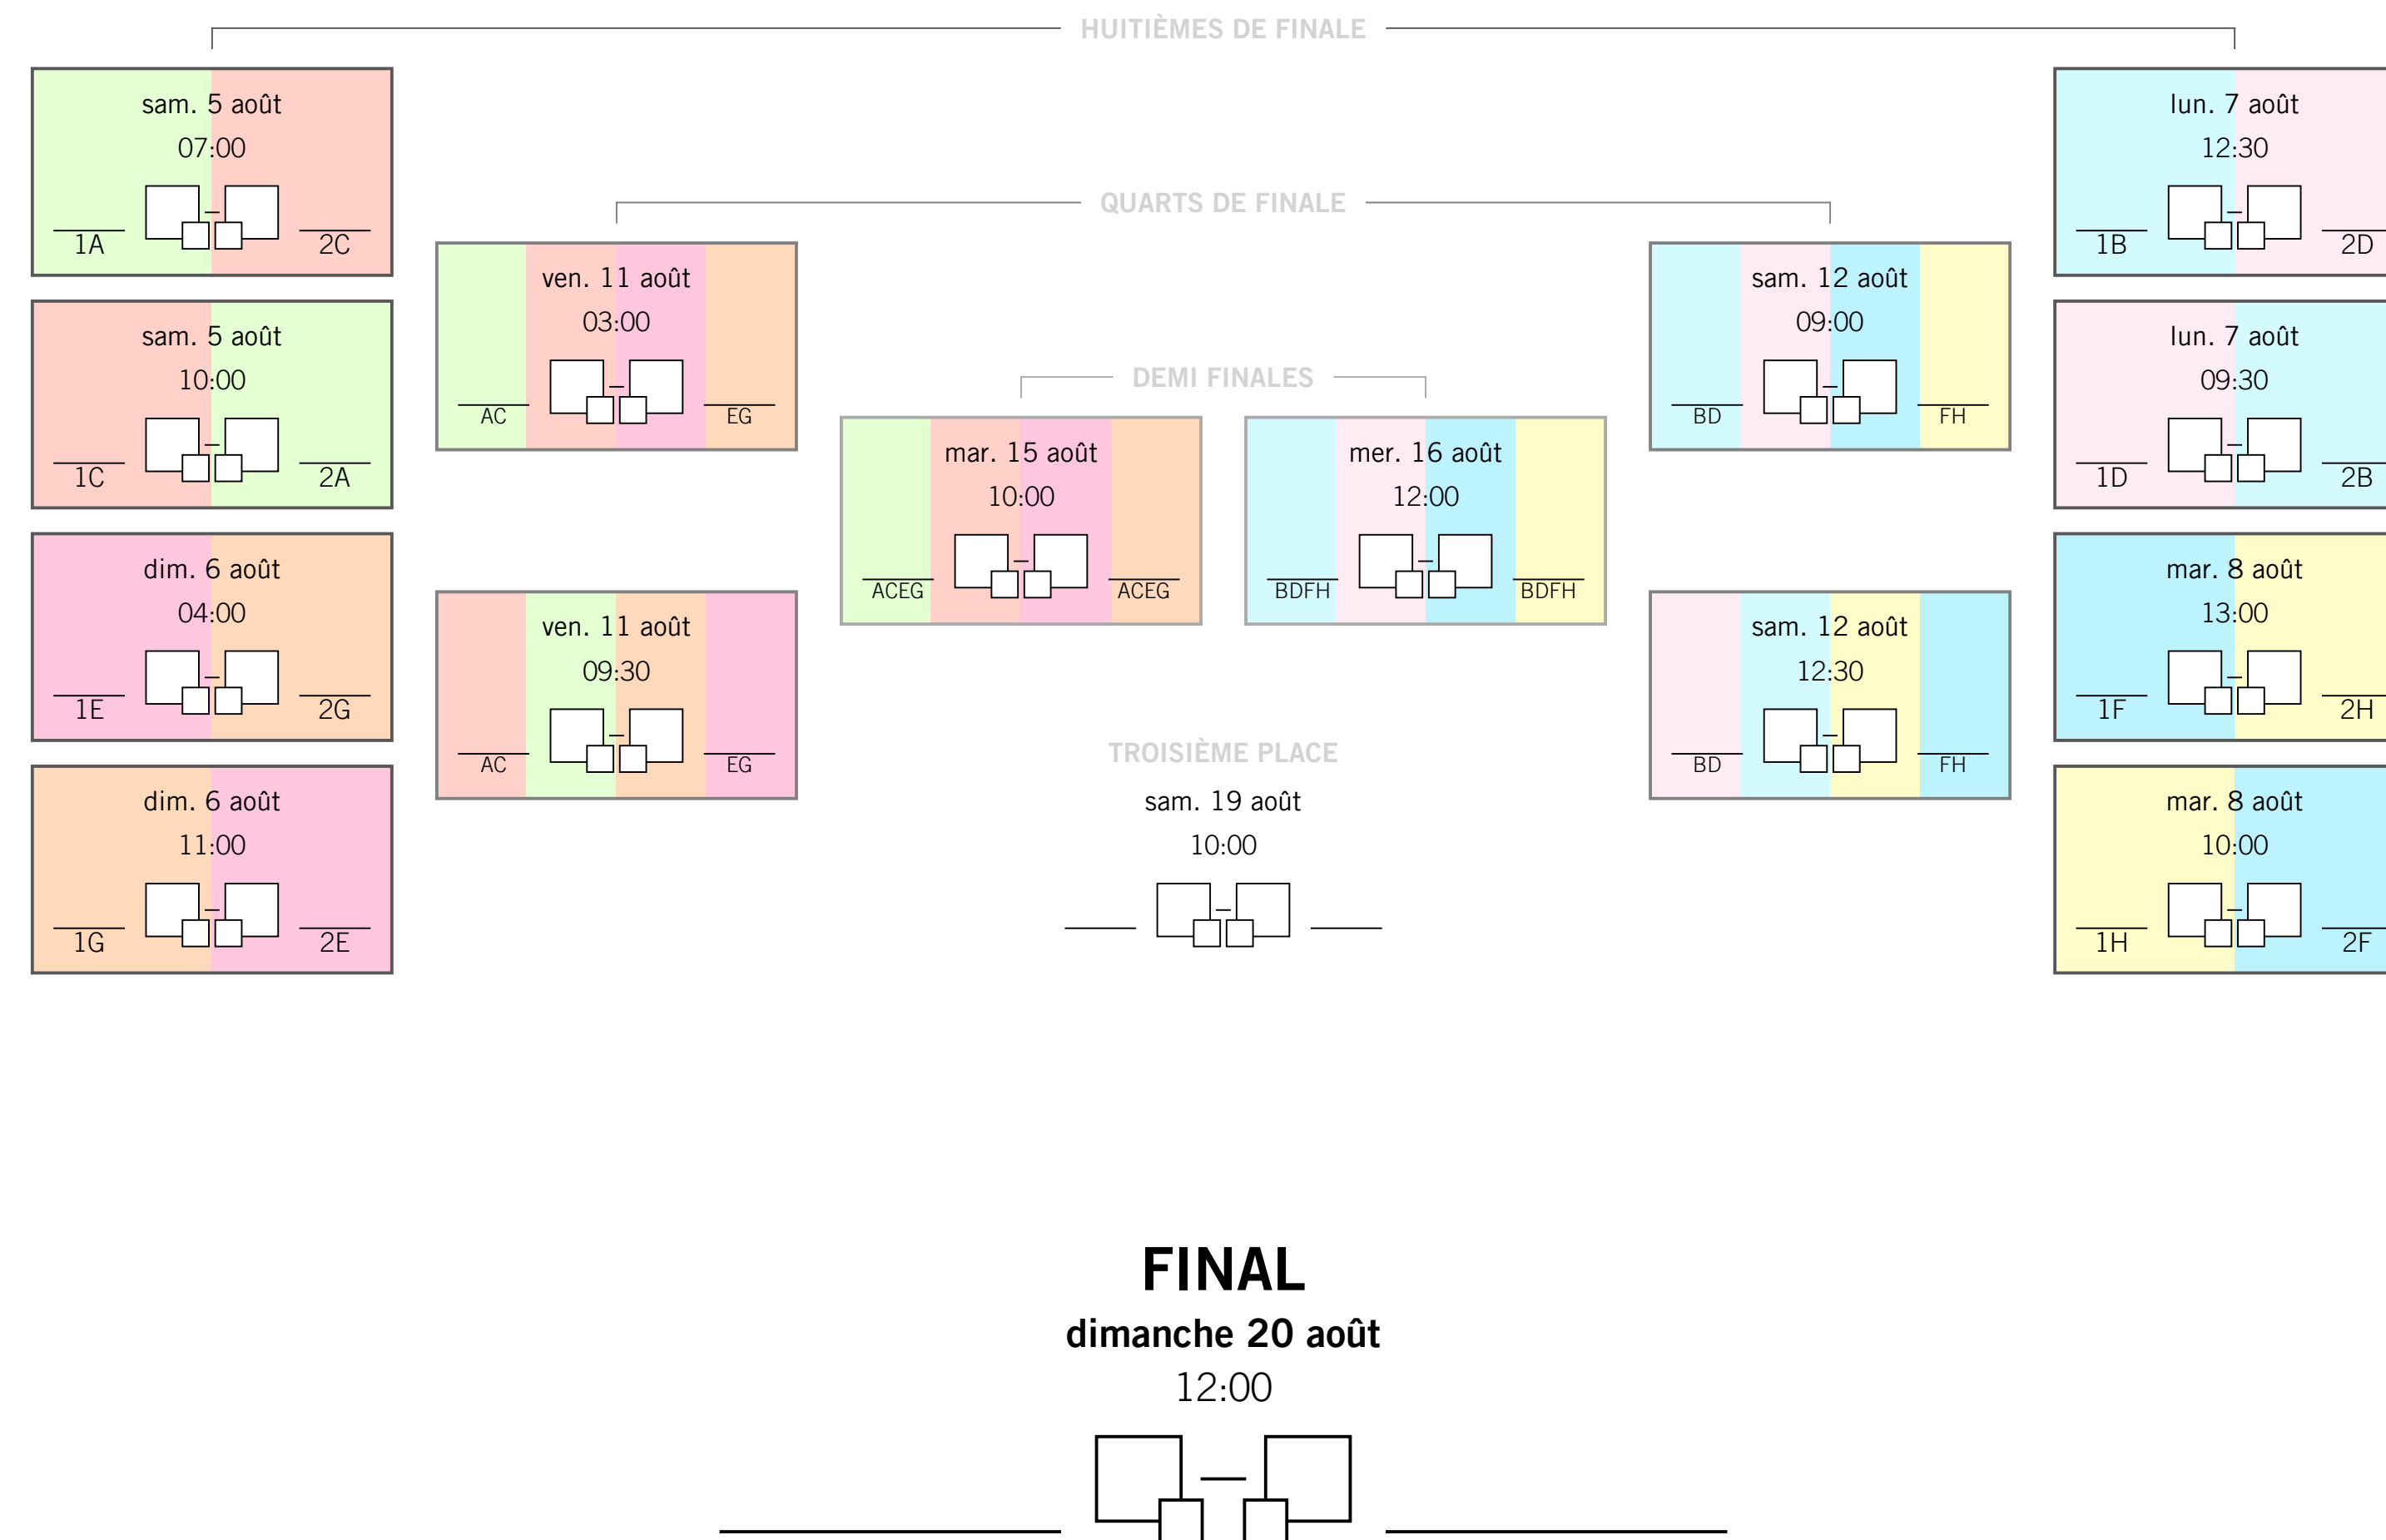 HUITIÈMES DE FINALE
sam. 5 août
07:00
1A
2C
sam. 5 août
10:00
1C
2A
dim. 6 août
04:00
1E
2G
dim. 6 août
11:00
1G
2E
QUARTS DE FINALE
ven. 11 août
03:00
AC
EG
ven. 11 août
09:30
AC
EG
DEMI FINALES
mar. 15 août
10:00
ACEG
ACEG
mer. 16 août
12:00
BDFH
BDFH
TROISIÈME PLACE
sam. 19 août
10:00
sam. 12 août
09:00
BD
FH
sam. 12 août
12:30
BD
FH
lun. 7 août
12:30
1B
2D
lun. 7 août
09:30
1D
2B
mar. 8 août
13:00
1F
2H
mar. 8 août
10:00
1H
2F
FINAL
dimanche 20 août
12:00